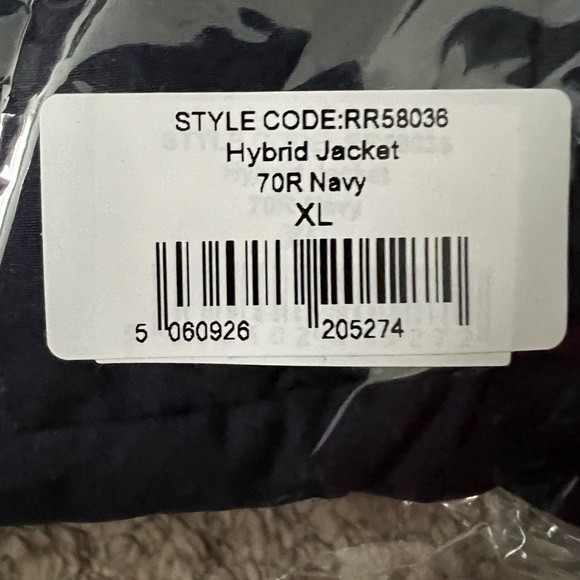 STYLE CODE:RR58036
Hybrid Jacket
70R Navy
XL
5 060926 205274